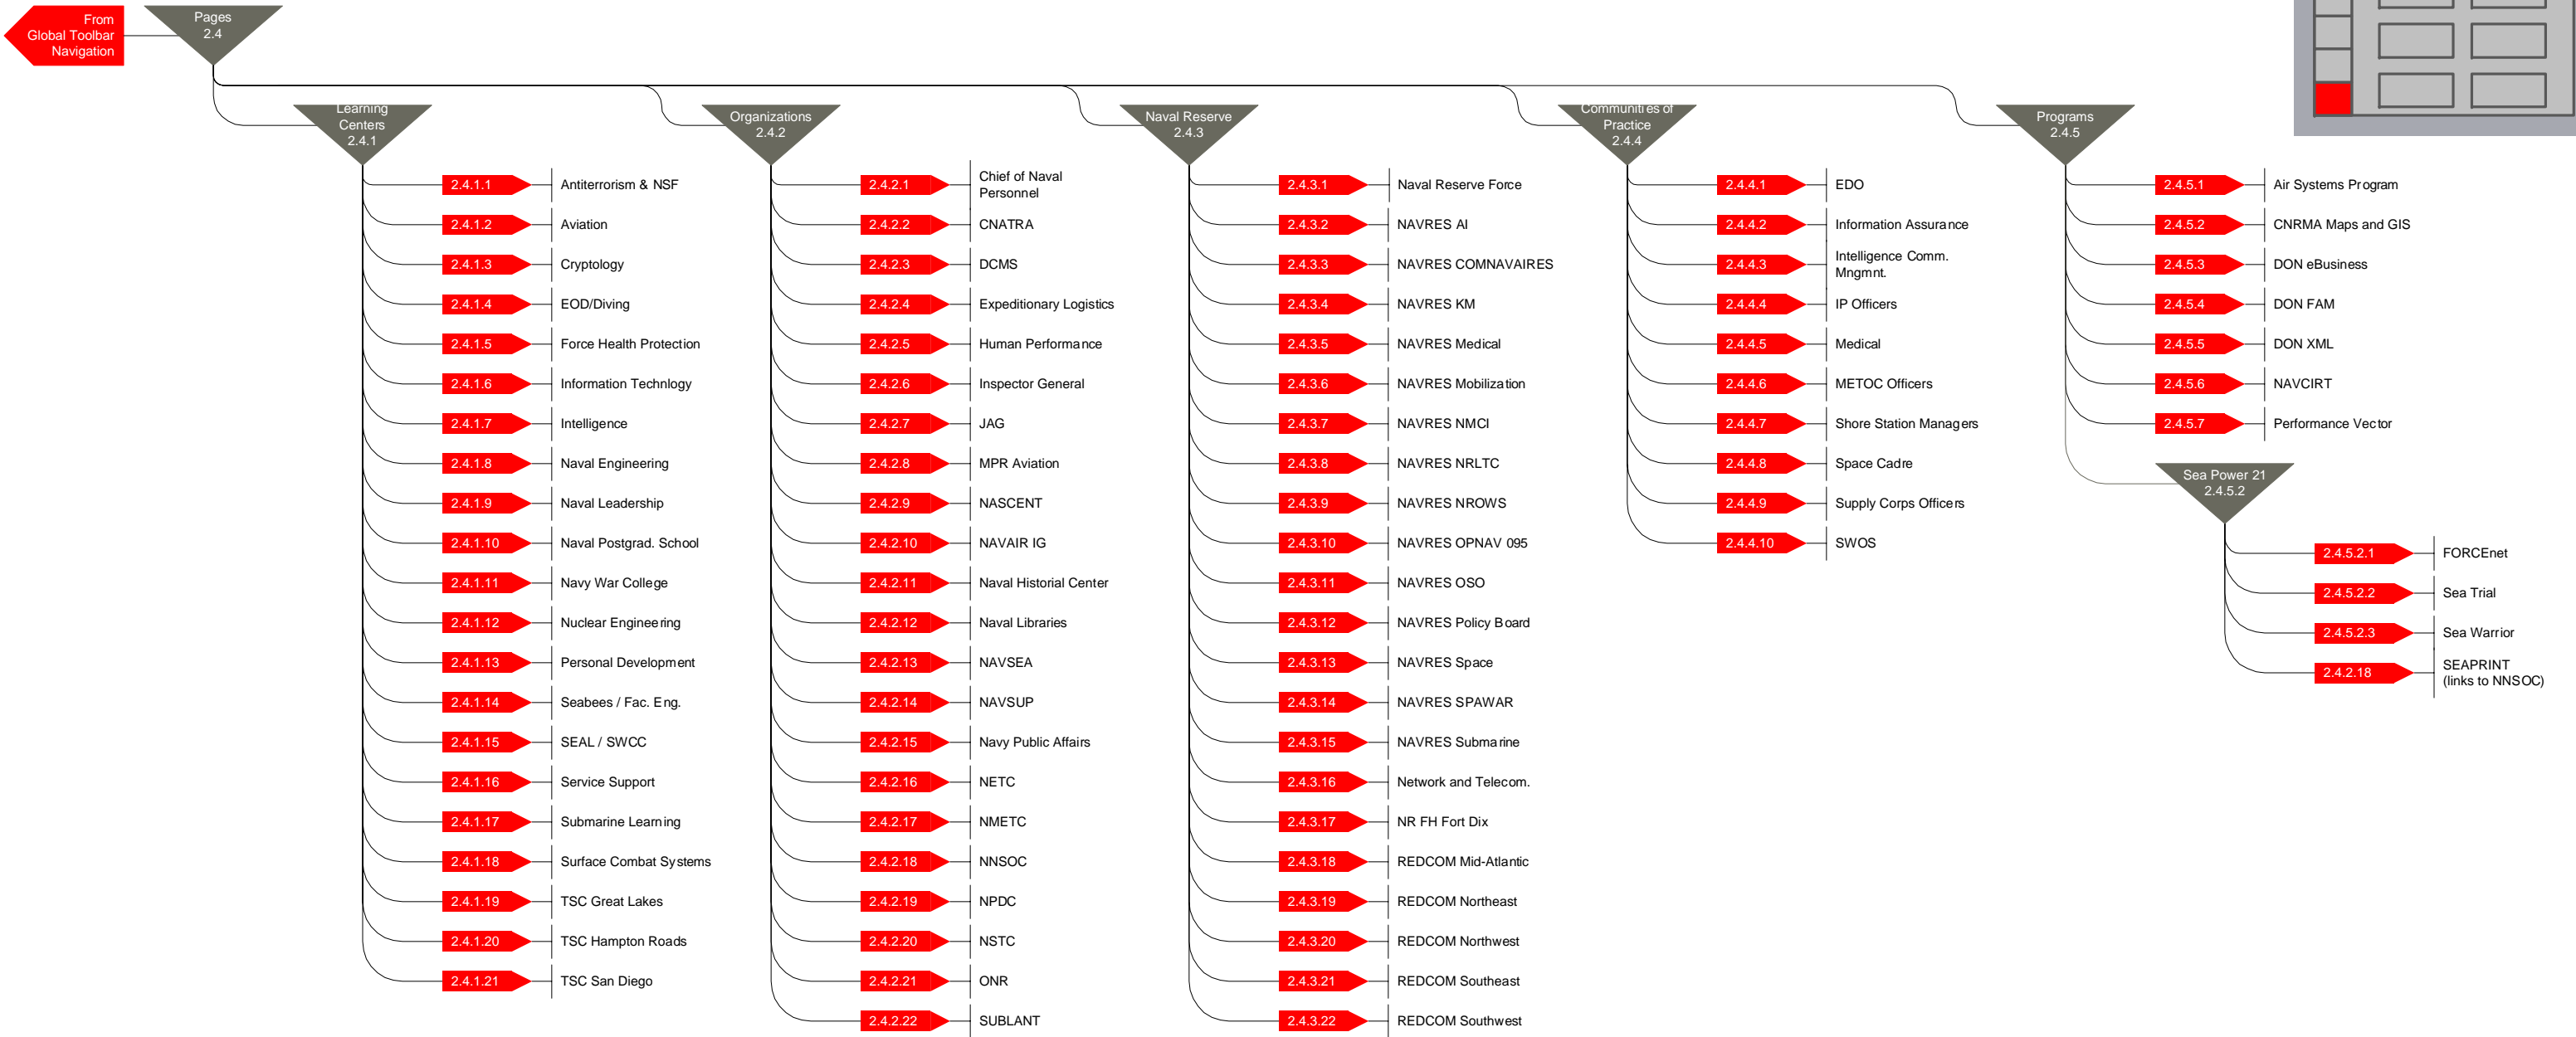 From
Global Toolbar
Navigation
Pages
2.4
Learning
Centers
2.4.1
2.4.1.1 Antiterrorism & NSF
2.4.1.2 Aviation
2.4.1.3 Cryptology
2.4.1.4 EOD/Diving
2.4.1.5 Force Health Protection
2.4.1.6 Information Technlogy
2.4.1.7 Intelligence
2.4.1.8 Naval Engineering
2.4.1.9 Naval Leadership
2.4.1.10 Naval Postgrad. School
2.4.1.11 Navy War College
2.4.1.12 Nuclear Engineering
2.4.1.13 Personal Development
2.4.1.14 Seabees / Fac. Eng.
2.4.1.15 SEAL / SWCC
2.4.1.16 Service Support
2.4.1.17 Submarine Learning
2.4.1.18 Surface Combat Systems
2.4.1.19 TSC Great Lakes
2.4.1.20 TSC Hampton Roads
2.4.1.21 TSC San Diego
Organizations
2.4.2
2.4.2.1 Chief of Naval
Personnel
2.4.2.2 CNATRA
2.4.2.3 DCMS
2.4.2.4 Expeditionary Logistics
2.4.2.5 Human Performance
2.4.2.6 Inspector General
2.4.2.7 JAG
2.4.2.8 MPR Aviation
2.4.2.9 NASCENT
2.4.2.10 NAVAIR IG
2.4.2.11 Naval Historial Center
2.4.2.12 Naval Libraries
2.4.2.13 NAVSEA
2.4.2.14 NAVSUP
2.4.2.15 Navy Public Affairs
2.4.2.16 NETC
2.4.2.17 NMETC
2.4.2.18 NNSOC
2.4.2.19 NPDC
2.4.2.20 NSTC
2.4.2.21 ONR
2.4.2.22 SUBLANT
Naval Reserve
2.4.3
2.4.3.1 Naval Reserve Force
2.4.3.2 NAVRES AI
2.4.3.3 NAVRES COMNAVAIRES
2.4.3.4 NAVRES KM
2.4.3.5 NAVRES Medical
2.4.3.6 NAVRES Mobilization
2.4.3.7 NAVRES NMCI
2.4.3.8 NAVRES NRLTC
2.4.3.9 NAVRES NROWS
2.4.3.10 NAVRES OPNAV 095
2.4.3.11 NAVRES OSO
2.4.3.12 NAVRES Policy Board
2.4.3.13 NAVRES Space
2.4.3.14 NAVRES SPAWAR
2.4.3.15 NAVRES Submarine
2.4.3.16 Network and Telecom.
2.4.3.17 NR FH Fort Dix
2.4.3.18 REDCOM Mid-Atlantic
2.4.3.19 REDCOM Northeast
2.4.3.20 REDCOM Northwest
2.4.3.21 REDCOM Southeast
2.4.3.22 REDCOM Southwest
Communities of
Practice
2.4.4
2.4.4.1 EDO
2.4.4.2 Information Assurance
2.4.4.3 Intelligence Comm.
Mngmnt.
2.4.4.4 IP Officers
2.4.4.5 Medical
2.4.4.6 METOC Officers
2.4.4.7 Shore Station Managers
2.4.4.8 Space Cadre
2.4.4.9 Supply Corps Officers
2.4.4.10 SWOS
Programs
2.4.5
2.4.5.1 Air Systems Program
2.4.5.2 CNRMA Maps and GIS
2.4.5.3 DON eBusiness
2.4.5.4 DON FAM
2.4.5.5 DON XML
2.4.5.6 NAVCIRT
2.4.5.7 Performance Vector
Sea Power 21
2.4.5.2
2.4.5.2.1 FORCEnet
2.4.5.2.2 Sea Trial
2.4.5.2.3 Sea Warrior
2.4.2.18 SEAPRINT
(links to NNSOC)